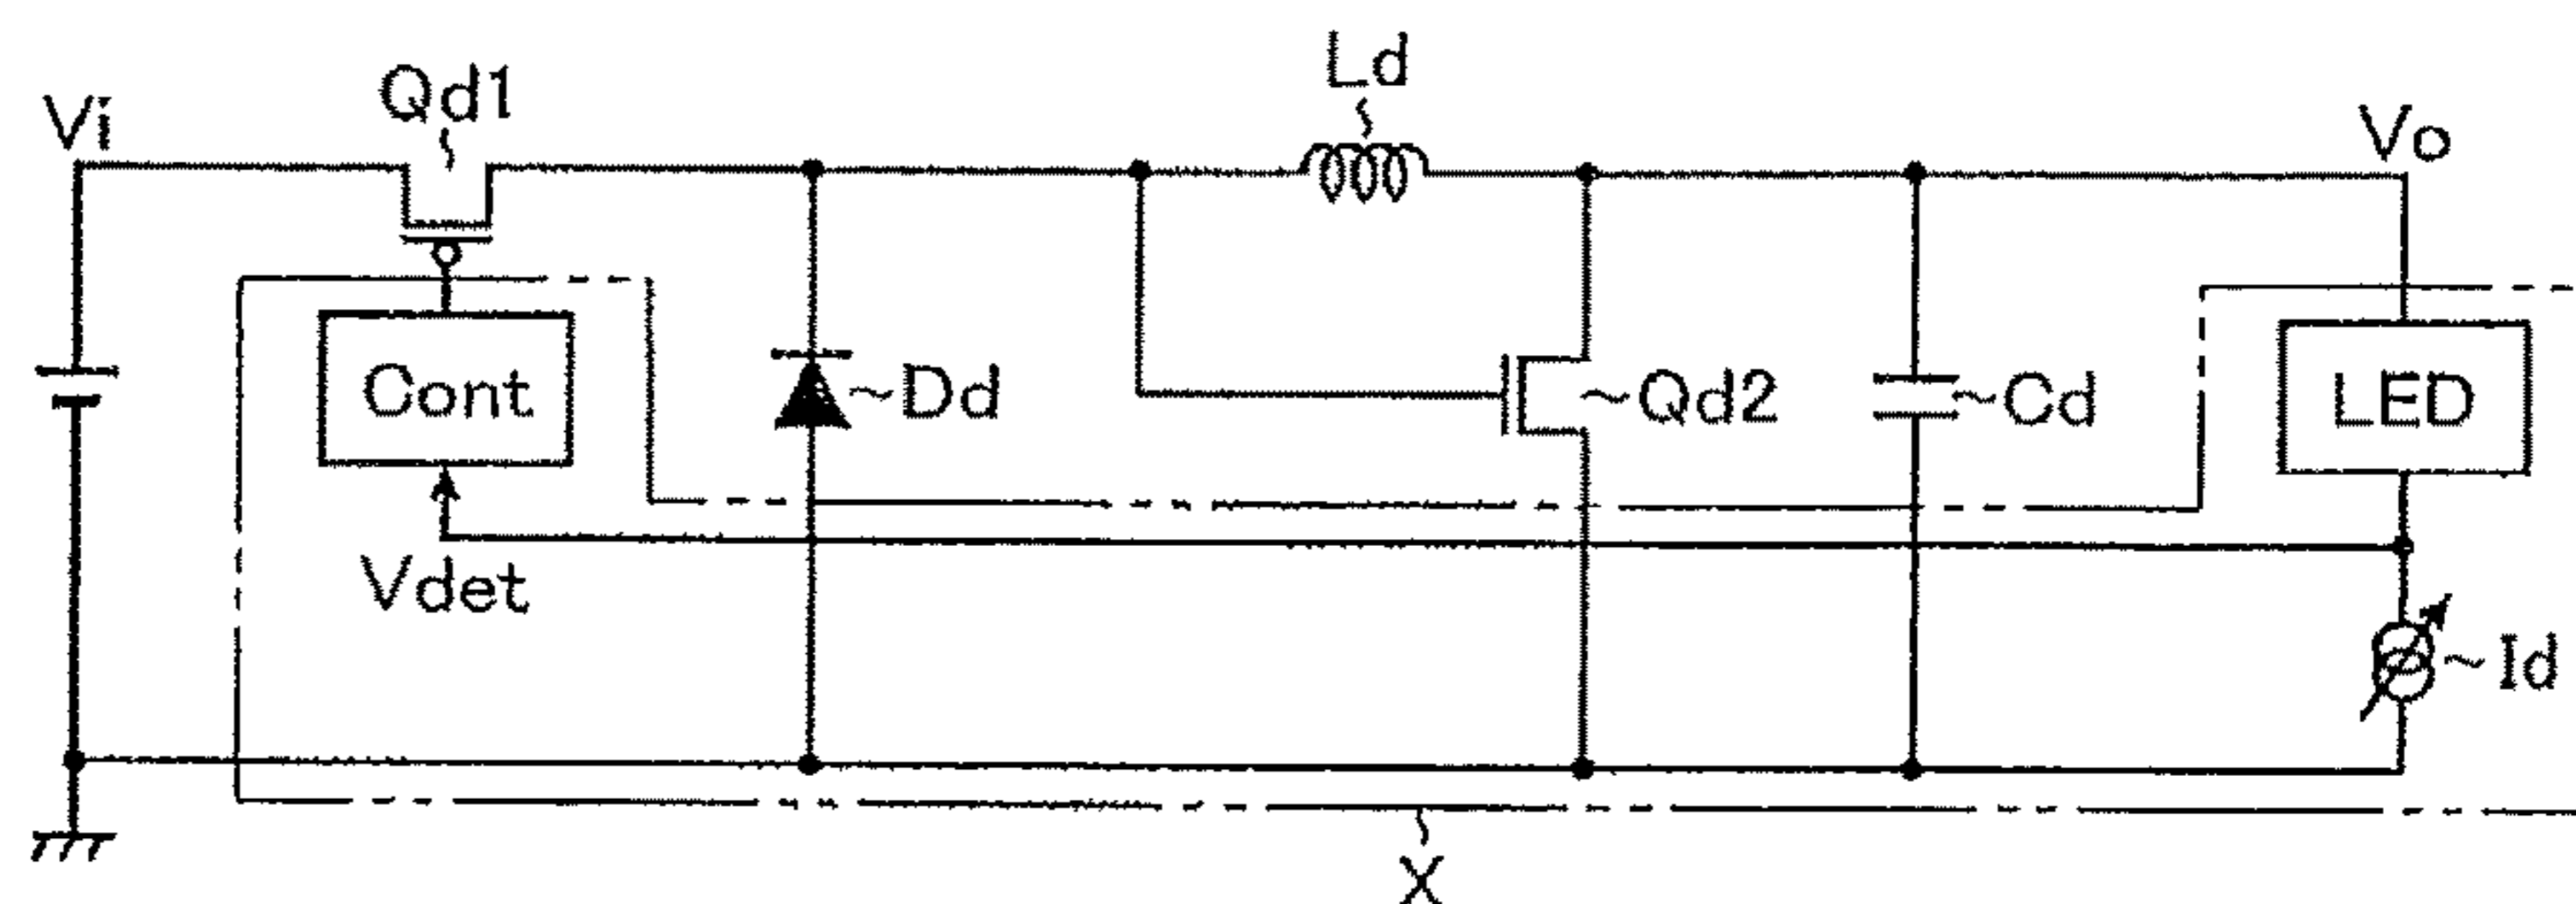 Vi
Qd1
Ld
Vo
Cont
~Dd
~Qd2
~Cd
LED
Vdet
~Id
X